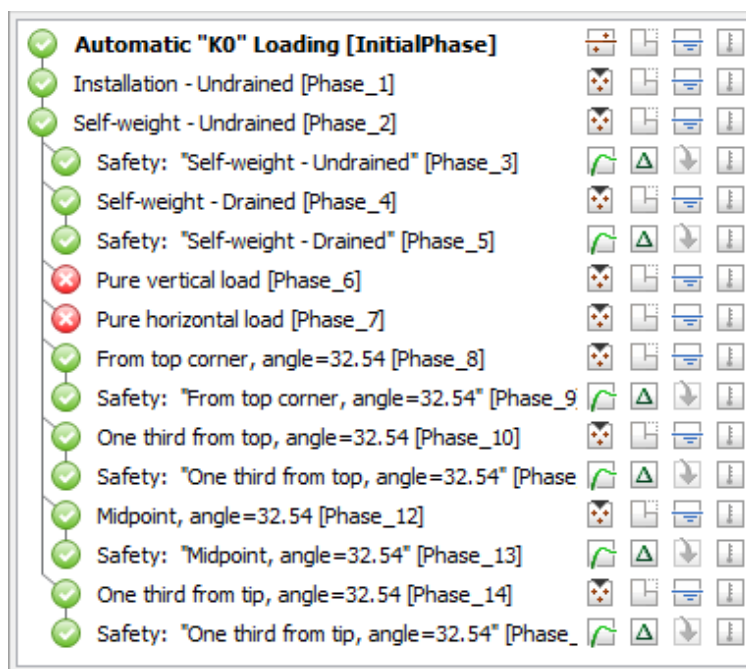 Automatic "K0" Loading [InitialPhase]
Installation - Undrained [Phase_1]
Self-weight - Undrained [Phase_2]
Safety: "Self-weight - Undrained" [Phase_3]
Self-weight - Drained [Phase_4]
Safety: "Self-weight - Drained" [Phase_5]
Pure vertical load [Phase_6]
Pure horizontal load [Phase_7]
From top corner, angle=32.54 [Phase_8]
Safety: "From top corner, angle=32.54" [Phase_9
One third from top, angle=32.54 [Phase_10]
Safety: "One third from top, angle=32.54" [Phase
Midpoint, angle=32.54 [Phase_12]
Safety: "Midpoint, angle=32.54" [Phase_13]
One third from tip, angle=32.54 [Phase_14]
Safety: "One third from tip, angle=32.54" [Phase_